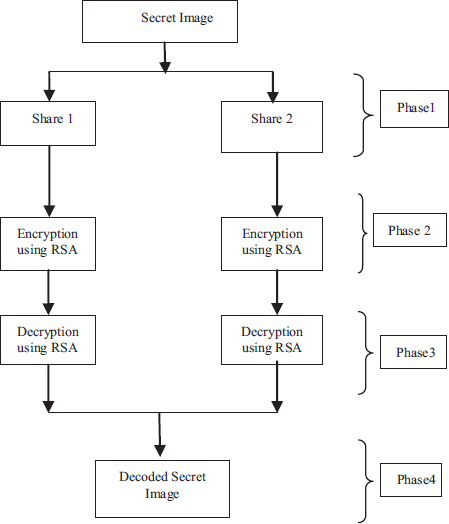 Secret Image
Share 1
Share 2
Phase1
Encryption
using RSA
Encryption
using RSA
Phase 2
Decryption
using RSA
Decryption
using RSA
Phase3
Decoded Secret
Image
Phase4